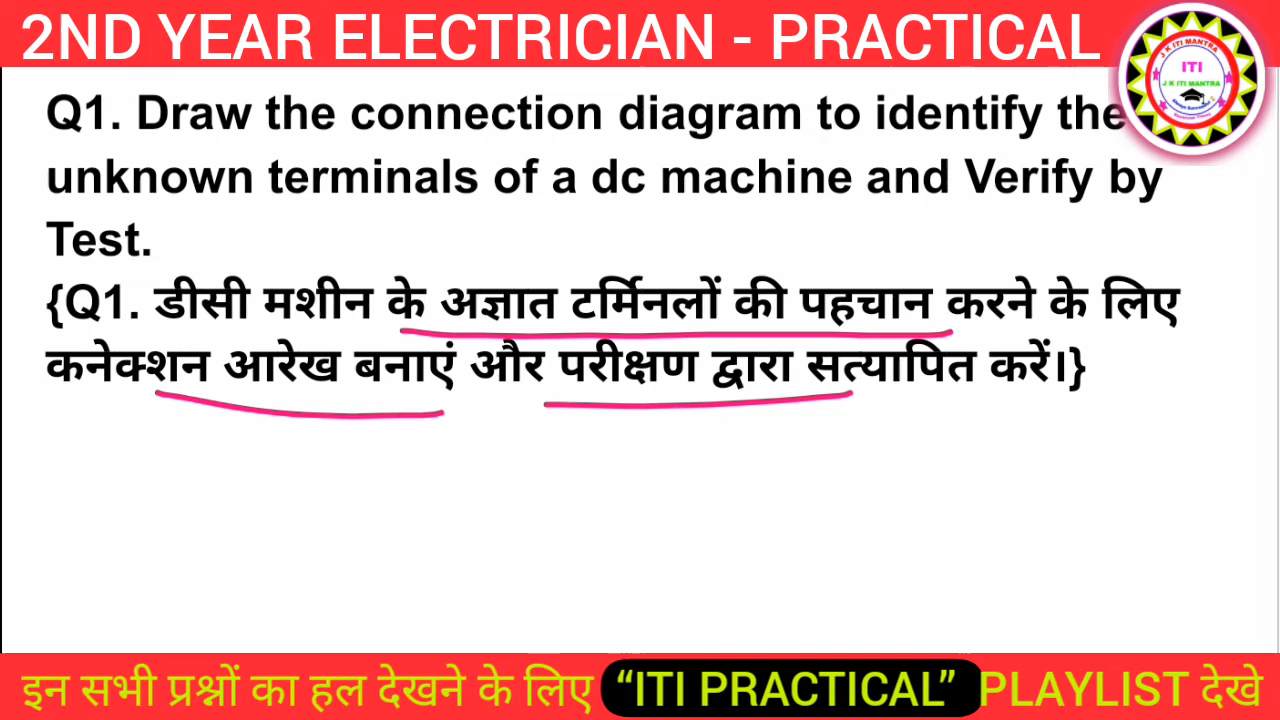 2ND YEAR ELECTRICIAN - PRACTICAL
J K ITI MANTRA
ITI
J K ITI MANTRA
Q1. Draw the connection diagram to identify the
unknown terminals of a dc machine and Verify by
Test.
{Q1. डीसी मशीन के अज्ञात टर्मिनलों की पहचान करने के लिए
कनेक्शन आरेख बनाएं और परीक्षण द्वारा सत्यापित करें।}
इन सभी प्रश्नों का हल देखने के लिए “ITI PRACTICAL” PLAYLIST देखे